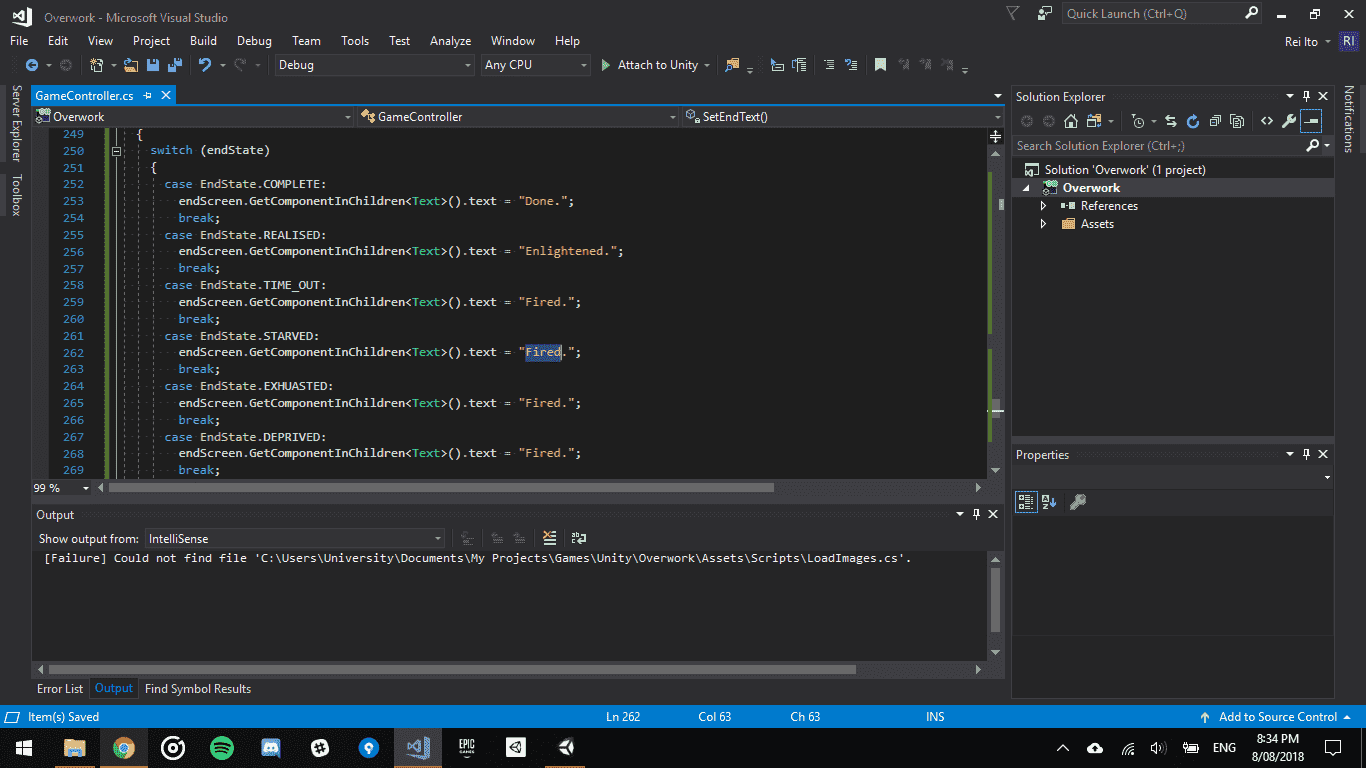 Overwork - Microsoft Visual Studio
Quick Launch (Ctrl+Q)
File Edit View Project Build Debug Team Tools Test Analyze Window Help
Rei Ito RI
Debug Any CPU Attach to Unity
Server Explorer
Toolbox
GameController.cs
Overwork GameController SetEndText()
249 {
250 switch (endState)
251 {
252 case EndState.COMPLETE:
253 endScreen.GetComponentInChildren<Text>().text = "Done.";
254 break;
255 case EndState.REALISED:
256 endScreen.GetComponentInChildren<Text>().text = "Enlightened.";
257 break;
258 case EndState.TIME_OUT:
259 endScreen.GetComponentInChildren<Text>().text = "Fired.";
260 break;
261 case EndState.STARVED:
262 endScreen.GetComponentInChildren<Text>().text = "Fired.";
263 break;
264 case EndState.EXHUASTED:
265 endScreen.GetComponentInChildren<Text>().text = "Fired.";
266 break;
267 case EndState.DEPRIVED:
268 endScreen.GetComponentInChildren<Text>().text = "Fired.";
269 break;
99 %
Output
Show output from: IntelliSense
[Failure] Could not find file 'C:\Users\University\Documents\My Projects\Games\Unity\Overwork\Assets\Scripts\LoadImages.cs'.
Error List Output Find Symbol Results
Solution Explorer
Search Solution Explorer (Ctrl+;)
Solution 'Overwork' (1 project)
Overwork
References
Assets
Properties
Notifications
Item(s) Saved Ln 262 Col 63 Ch 63 INS Add to Source Control
EPIC
GAMES
ENG
8:34 PM
8/08/2018